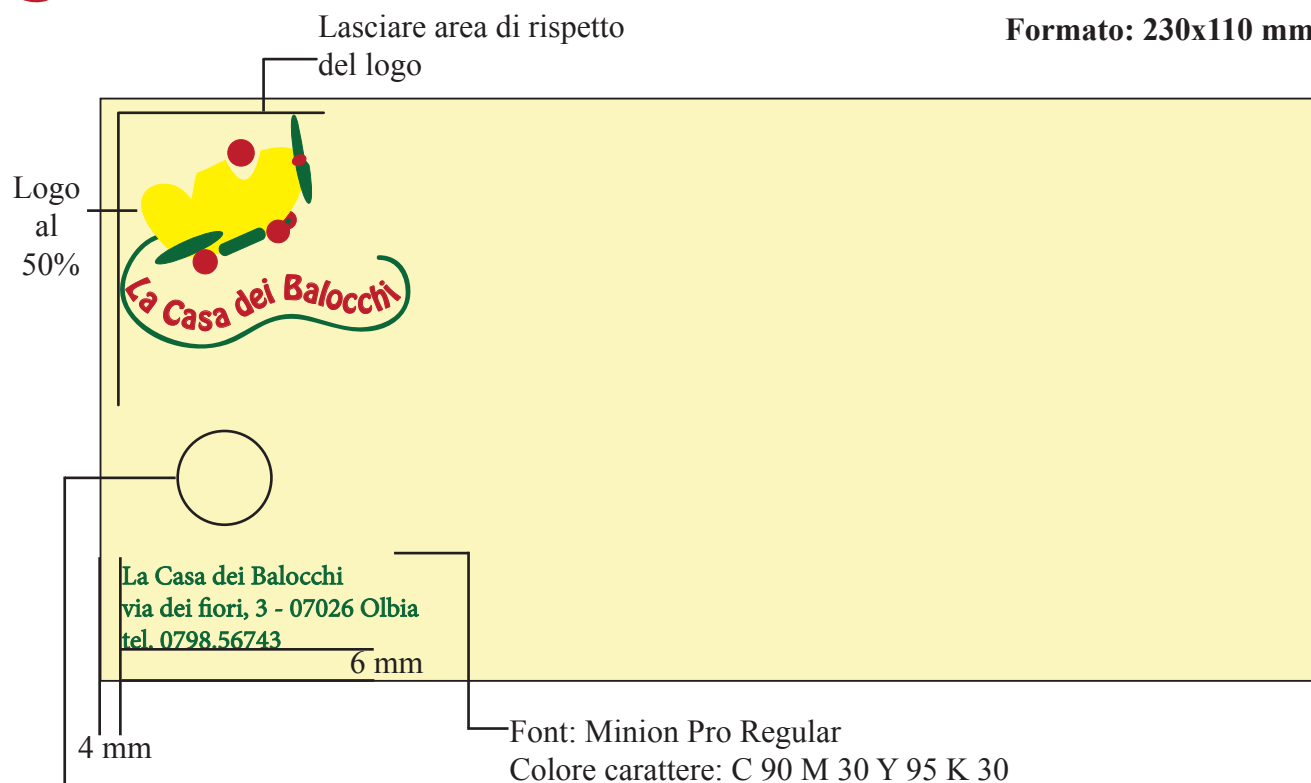 Lasciare area di rispetto
del logo
Formato: 230x110 mm
Logo
al
50%
La Casa dei Balocchi
La Casa dei Balocchi
via dei fiori, 3 - 07026 Olbia
tel. 0798.56743
6 mm
4 mm
Font: Minion Pro Regular
Colore carattere: C 90 M 30 Y 95 K 30